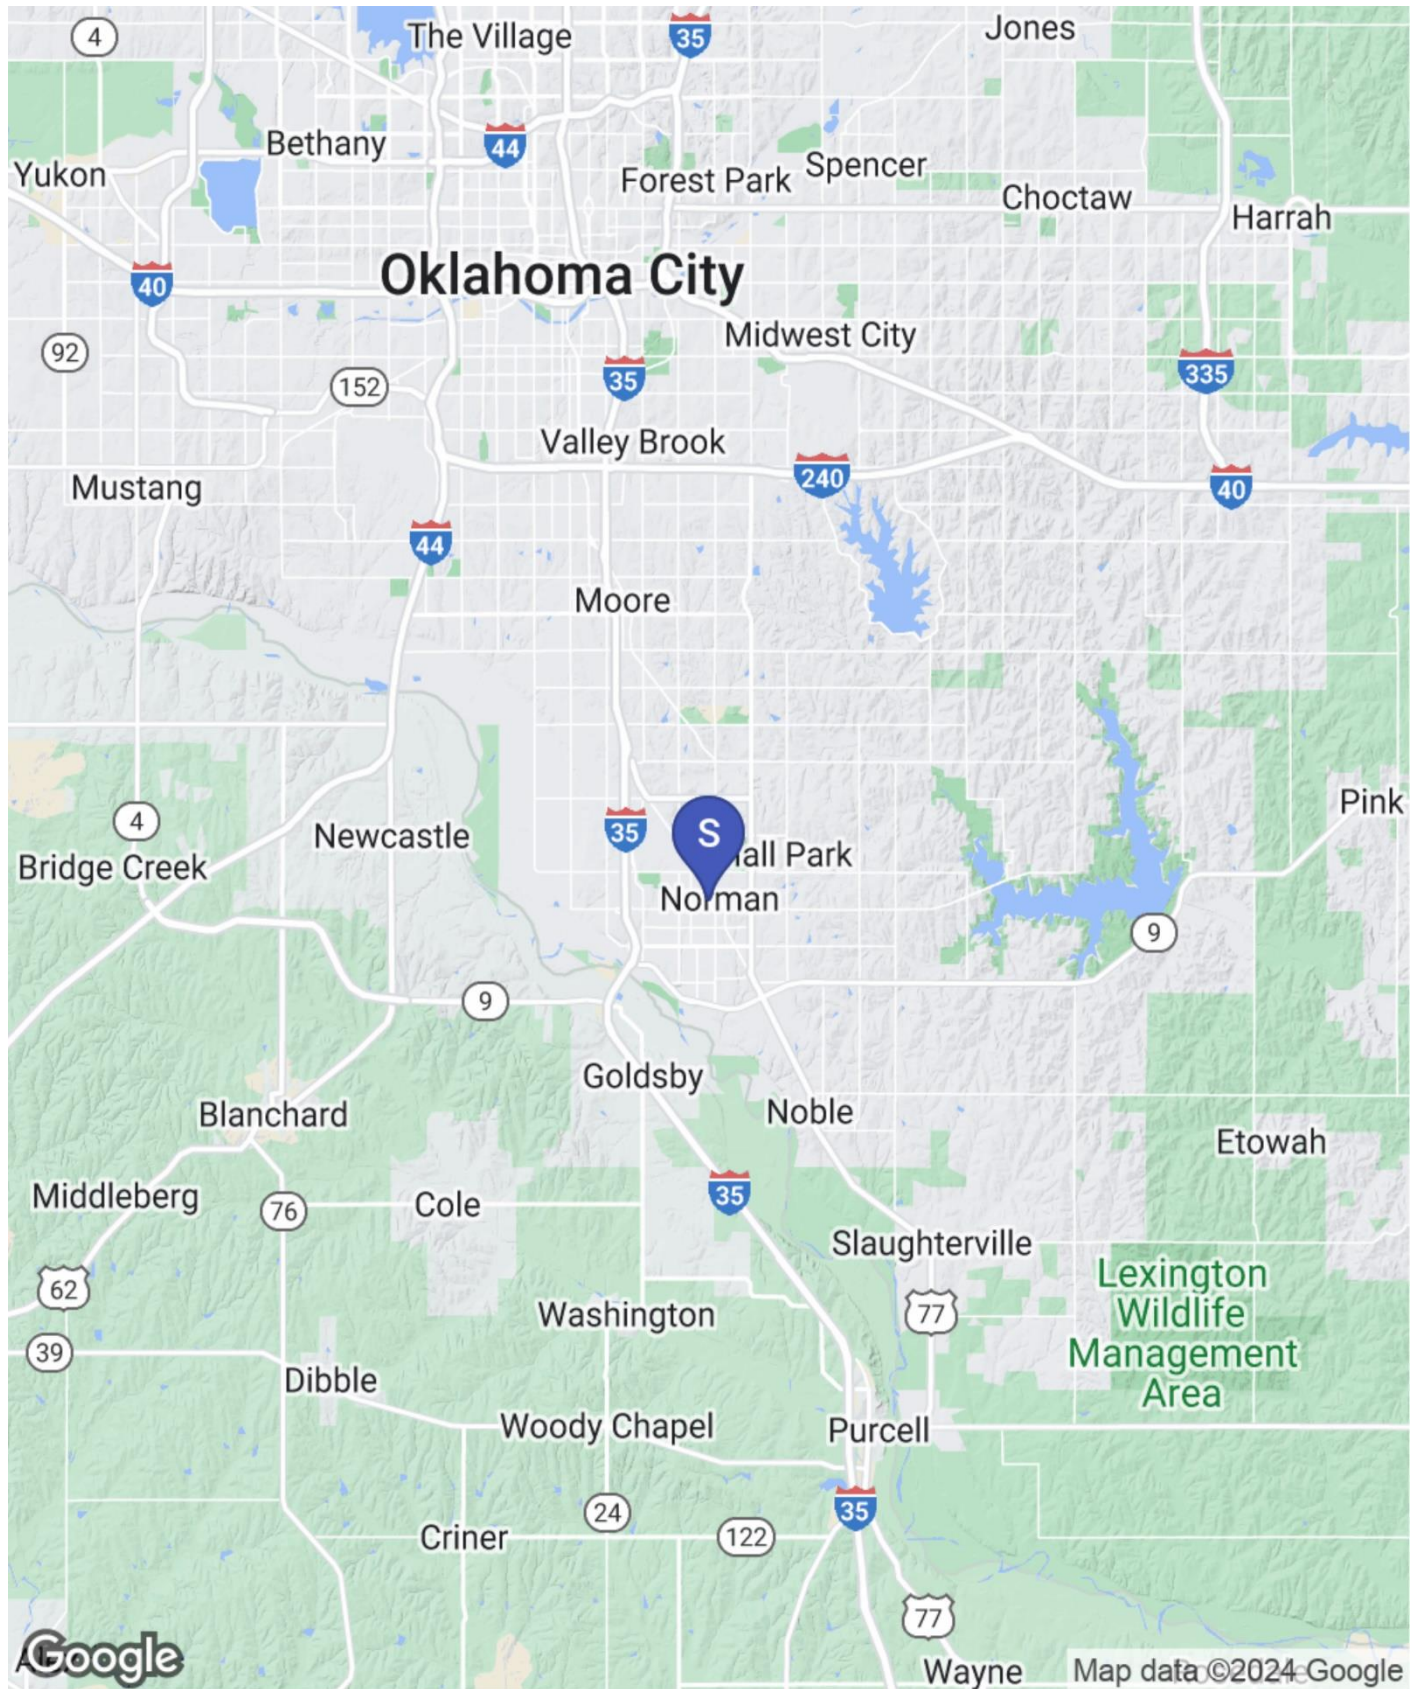 4
The Village
35
Jones
Bethany
44
Yukon
Forest Park
Spencer
Choctaw
Harrah
Oklahoma City
40
Midwest City
92
152
35
335
Valley Brook
240
Mustang
40
44
Moore
Pink
4
Newcastle
35
S
Hall Park
Bridge Creek
Norman
9
9
Goldsby
Blanchard
Noble
Etowah
Middleberg
76
Cole
35
Slaughterville
62
Lexington
Wildlife
Management
Area
Washington
77
39
Dibble
Woody Chapel
Purcell
24
122
35
Criner
77
Google
Wayne
Map data ©2024 Google